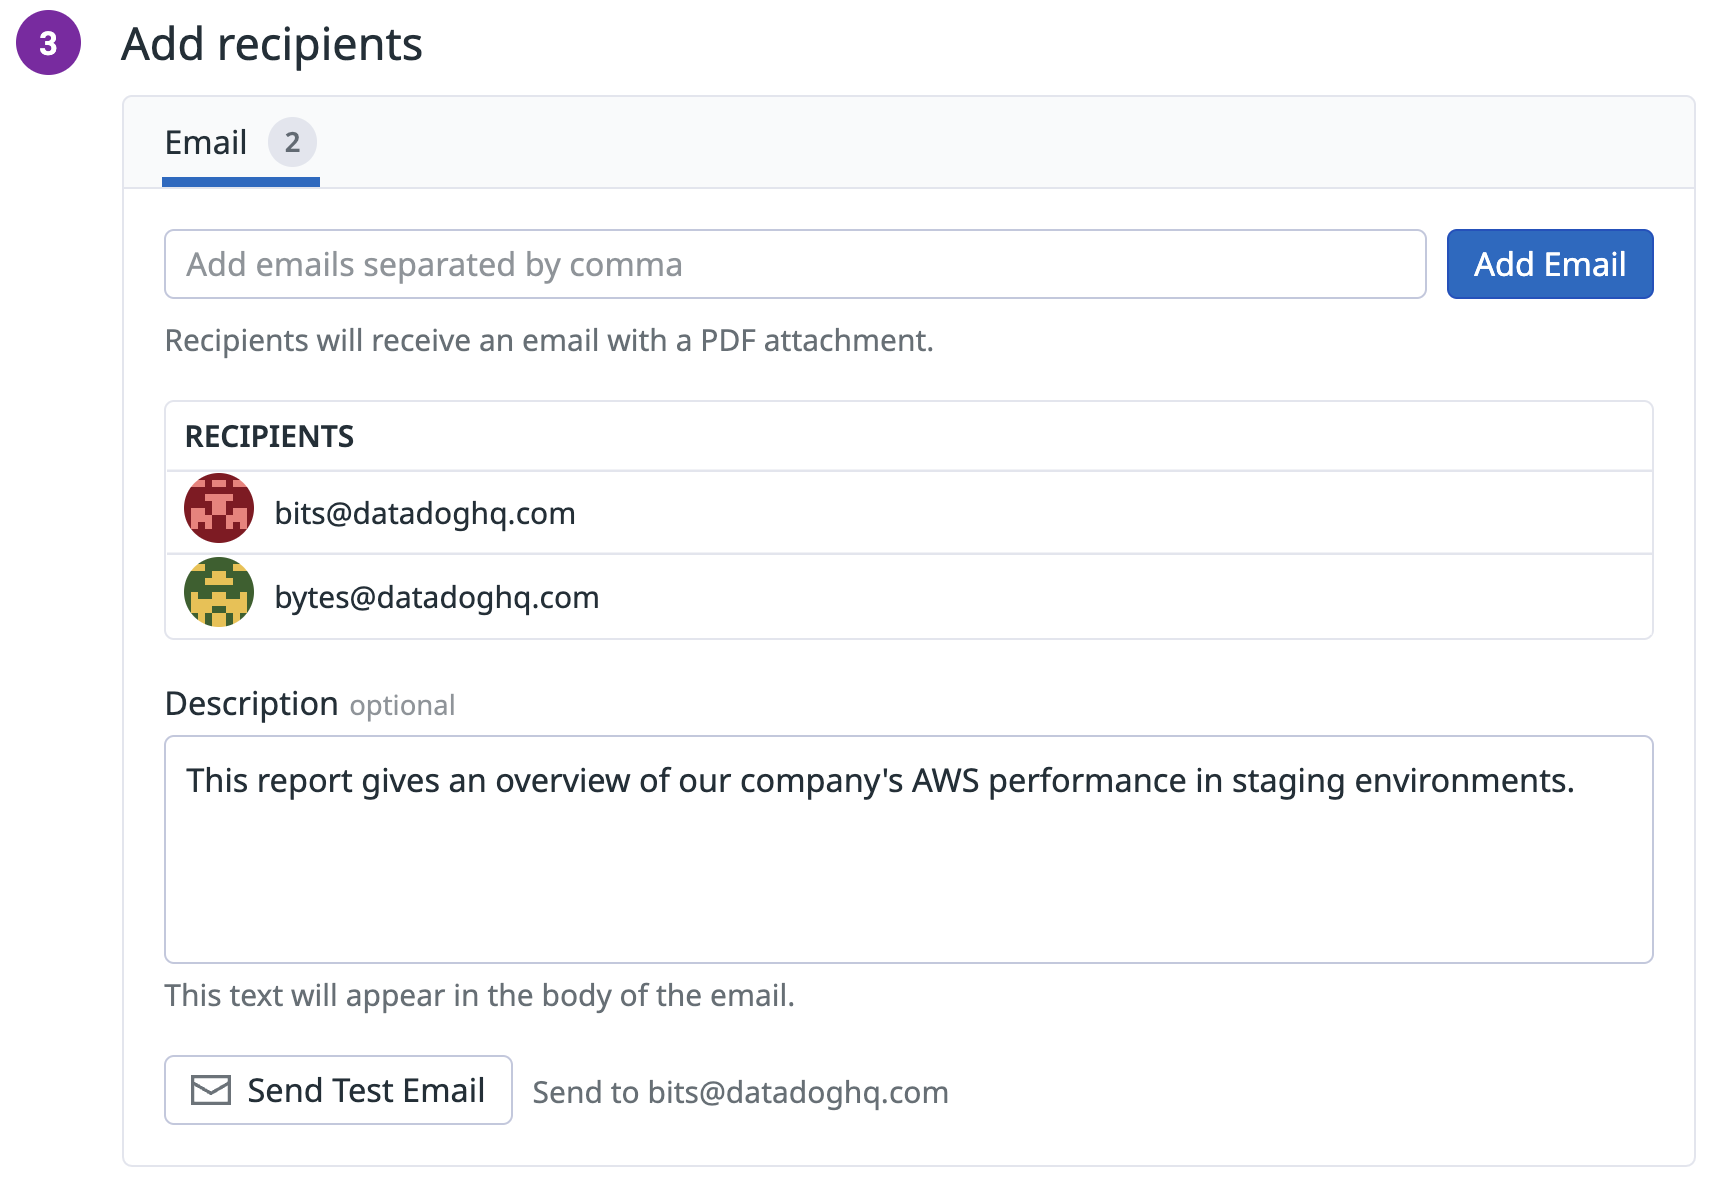 3 Add recipients
Email 2
Add emails separated by comma Add Email
Recipients will receive an email with a PDF attachment.
RECIPIENTS
bits@datadoghq.com
bytes@datadoghq.com
Description optional
This report gives an overview of our company's AWS performance in staging environments.
This text will appear in the body of the email.
Send Test Email Send to bits@datadoghq.com